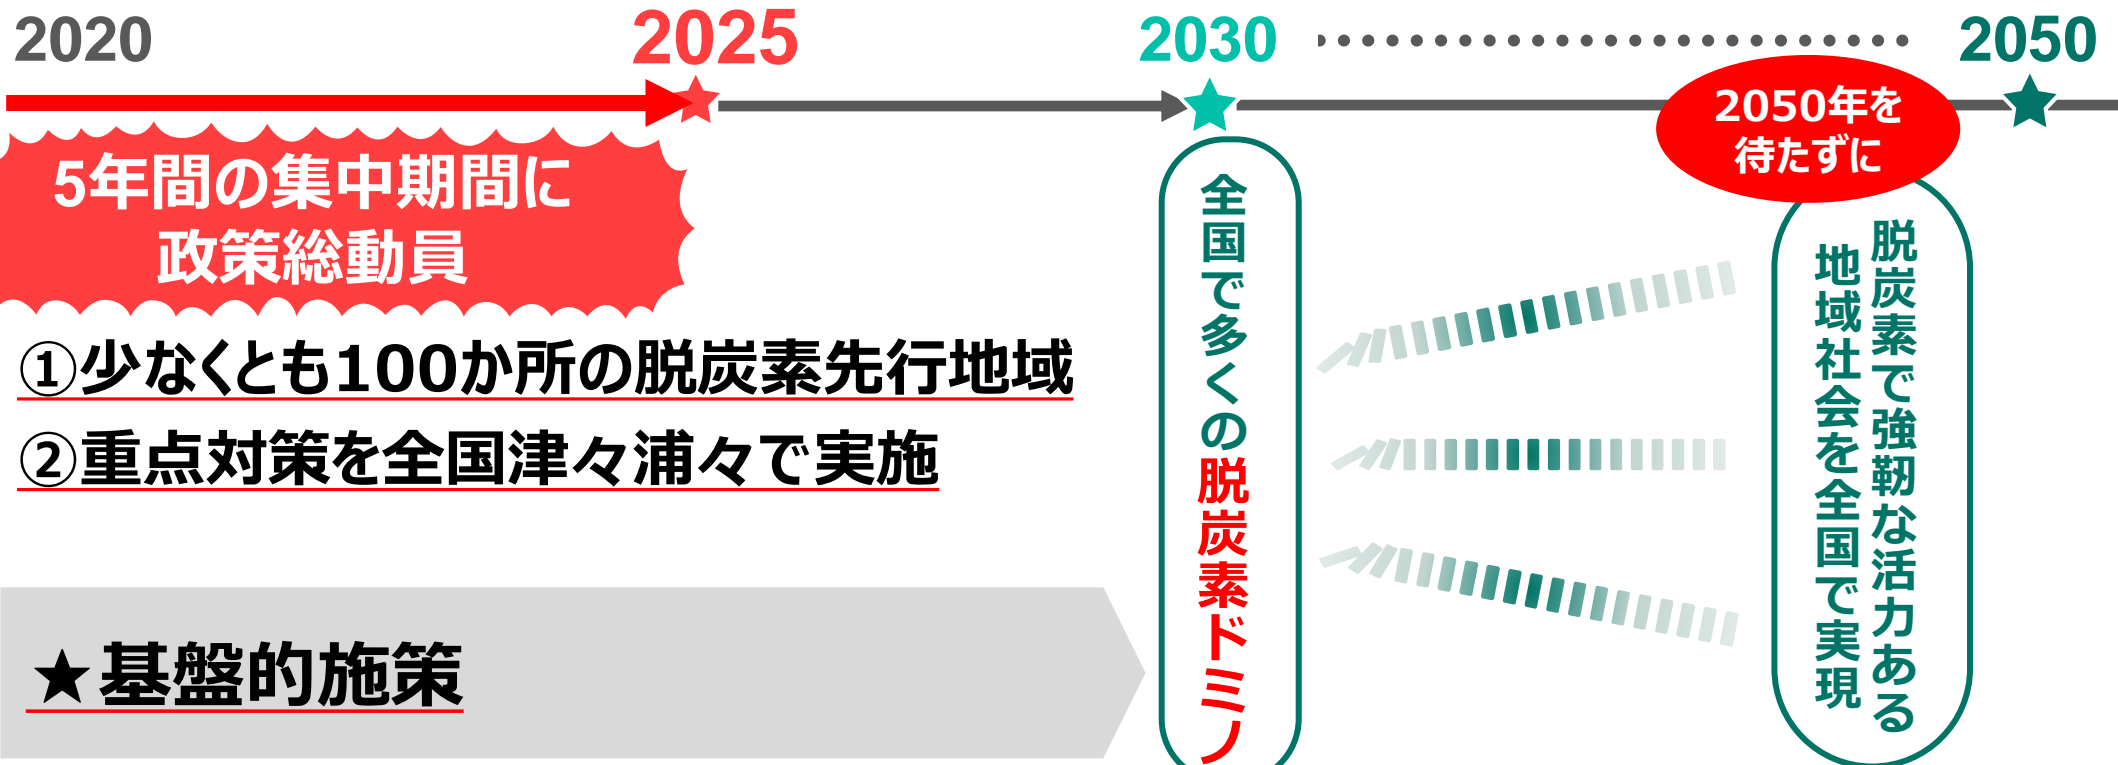 2020
2025
2030
2050
2050年を
待たずに
5年間の集中期間に
政策総動員
①少なくとも100か所の脱炭素先行地域
②重点対策を全国津々浦々で実施
★基盤的施策
全国で多くの脱炭素ドミノ
脱炭素で強靭な活力ある
地域社会を全国で実現